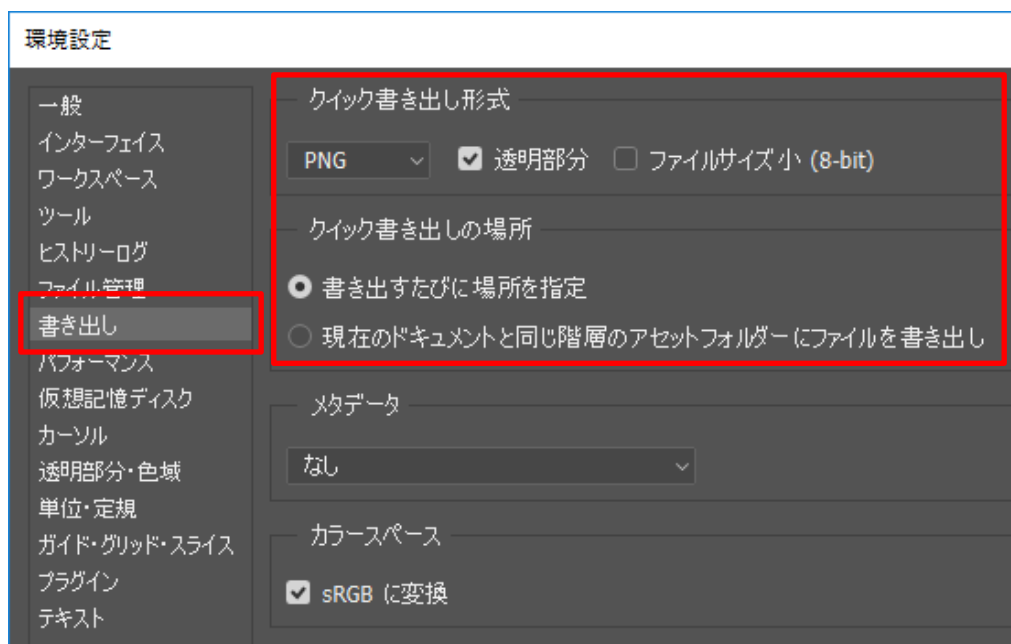 環境設定
一般
インターフェイス
ワークスペース
ツール
ヒストリーログ
ファイル管理
書き出し
パフォーマンス
仮想記憶ディスク
カーソル
透明部分・色域
単位・定規
ガイド・グリッド・スライス
プラグイン
テキスト
クイック書き出し形式
PNG 透明部分 ファイルサイズ小 (8-bit)
クイック書き出しの場所
書き出すたびに場所を指定
現在のドキュメントと同じ階層のアセットフォルダーにファイルを書き出し
メタデータ
なし
カラースペース
sRGB に変換